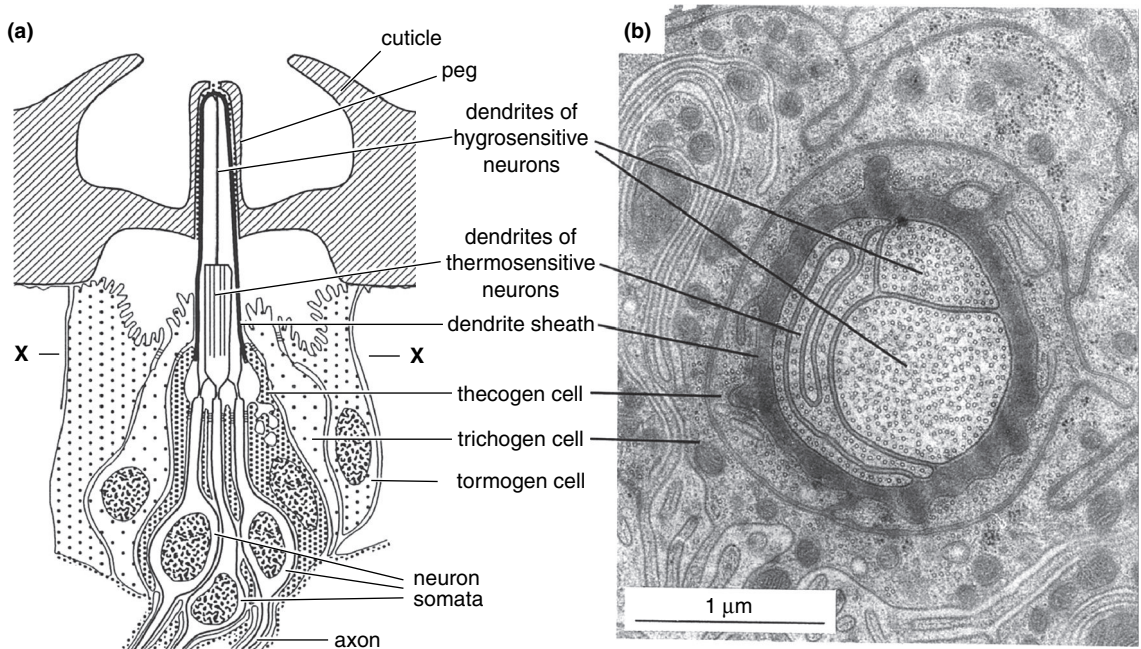 (a)
(b)
cuticle
peg
dendrites of
hygrosensitive
neurons
dendrites of
thermosensitive
neurons
dendrite sheath
X
X
thecogen cell
trichogen cell
tormogen cell
neuron
somata
axon
1 μm